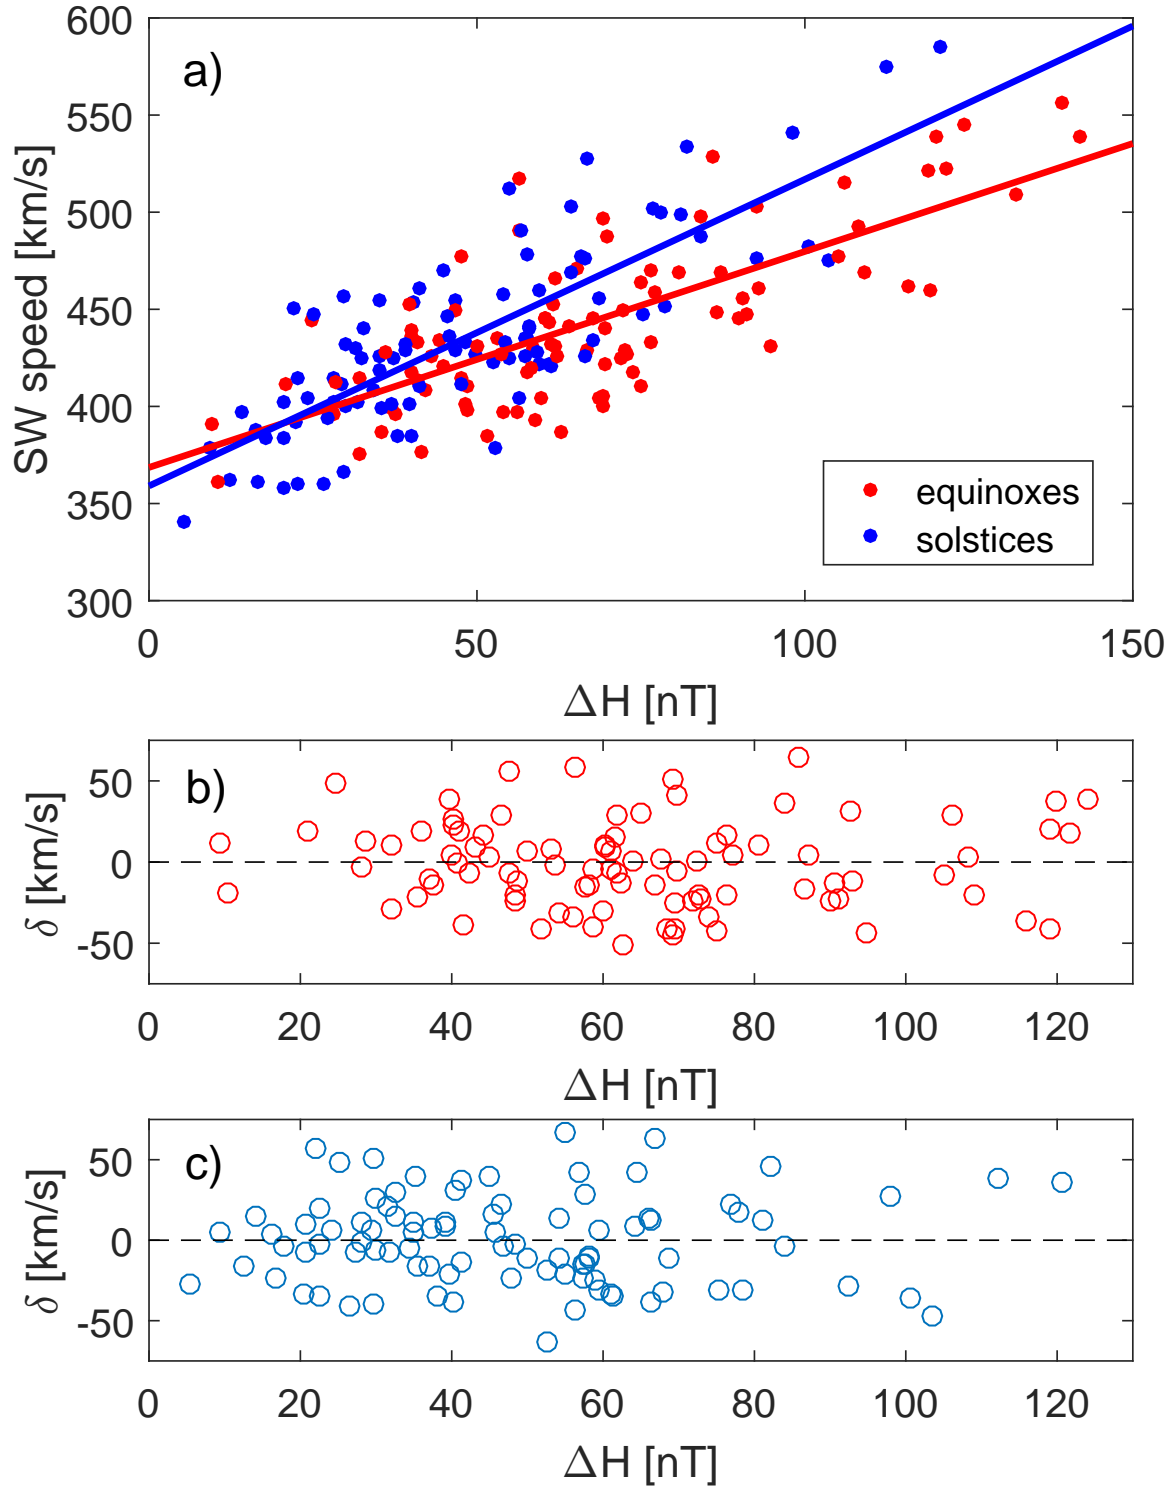 600
550
500
450
400
350
300
SW speed [km/s]
a)
equinoxes
solstices
0 50 100 150
ΔH [nT]
50
0
-50
δ [km/s]
b)
0 20 40 60 80 100 120
ΔH [nT]
50
0
-50
δ [km/s]
c)
0 20 40 60 80 100 120
ΔH [nT]